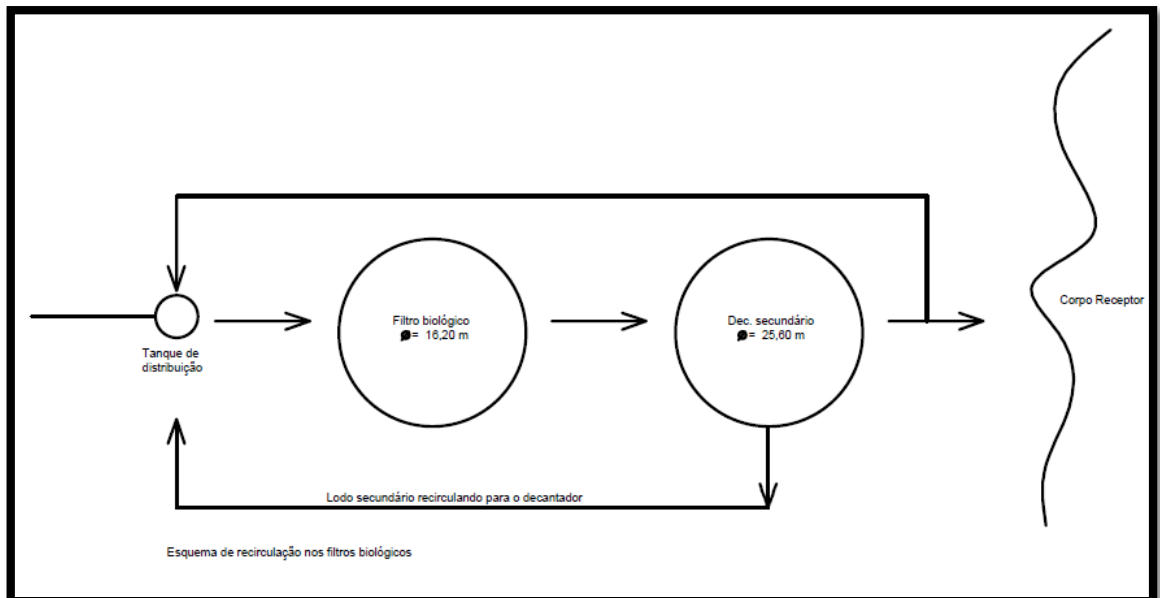 Corpo Receptor
Filtro biológico
= 16,20 m
Dec. secundário
= 25,60 m
Tanque de
distribuição
Lodo secundário recirculando para o decantador
Esquema de recirculação nos filtros biológicos